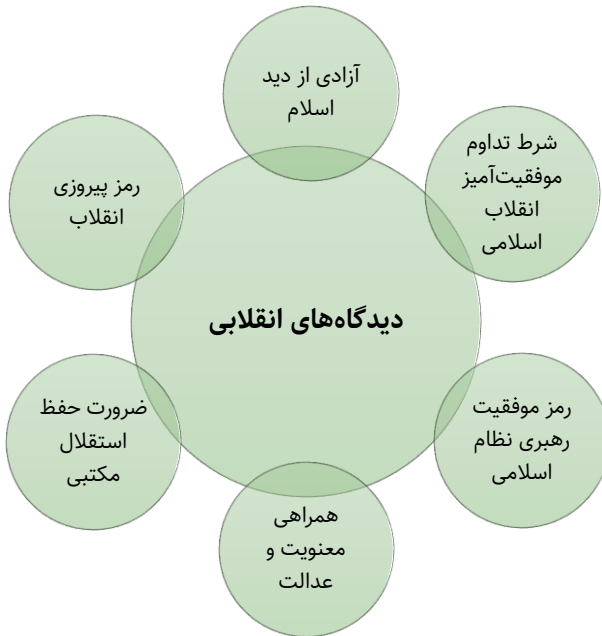 آزادی از دید
اسلام
شرط تداوم
موفقیت‌آمیز
انقلاب
اسلامی
رمز پیروزی
انقلاب
دیدگاه‌های انقلابی
رمز موفقیت
رهبری نظام
اسلامی
ضرورت حفظ
استقلال
مکتبی
همراهی
معنویت و
عدالت